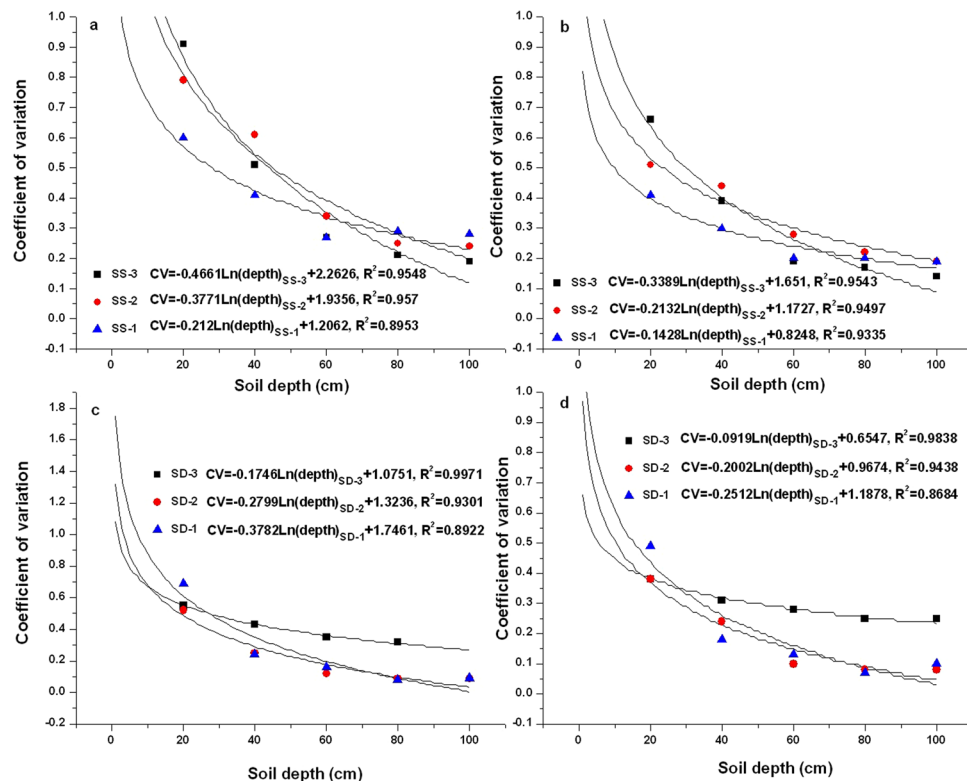 a
Coefficient of variation
1.0
0.9
0.8
0.7
0.6
0.5
0.4
0.3
0.2
0.1
0.0
-0.1
SS-3 CV=-0.4661Ln(depth)SS-3+2.2626, R²=0.9548
SS-2 CV=-0.3771Ln(depth)SS-2+1.9356, R²=0.957
SS-1 CV=-0.212Ln(depth)SS-1+1.2062, R²=0.8953
0 20 40 60 80 100
Soil depth (cm)
b
Coefficient of variation
1.0
0.9
0.8
0.7
0.6
0.5
0.4
0.3
0.2
0.1
0.0
-0.1
SS-3 CV=-0.3389Ln(depth)SS-3+1.651, R²=0.9543
SS-2 CV=-0.2132Ln(depth)SS-2+1.1727, R²=0.9497
SS-1 CV=-0.1428Ln(depth)SS-1+0.8248, R²=0.9335
0 20 40 60 80 100
Soil depth (cm)
c
Coefficient of variation
1.8
1.6
1.4
1.2
1.0
0.8
0.6
0.4
0.2
0.0
-0.2
SD-3 CV=-0.1746Ln(depth)SD-3+1.0751, R²=0.9971
SD-2 CV=-0.2799Ln(depth)SD-2+1.3236, R²=0.9301
SD-1 CV=-0.3782Ln(depth)SD-1+1.7461, R²=0.8922
0 20 40 60 80 100
Soil depth (cm)
d
Coefficient of variation
1.0
0.9
0.8
0.7
0.6
0.5
0.4
0.3
0.2
0.1
0.0
-0.1
SD-3 CV=-0.0919Ln(depth)SD-3+0.6547, R²=0.9838
SD-2 CV=-0.2002Ln(depth)SD-2+0.9674, R²=0.9438
SD-1 CV=-0.2512Ln(depth)SD-1+1.1878, R²=0.8684
0 20 40 60 80 100
Soil depth (cm)